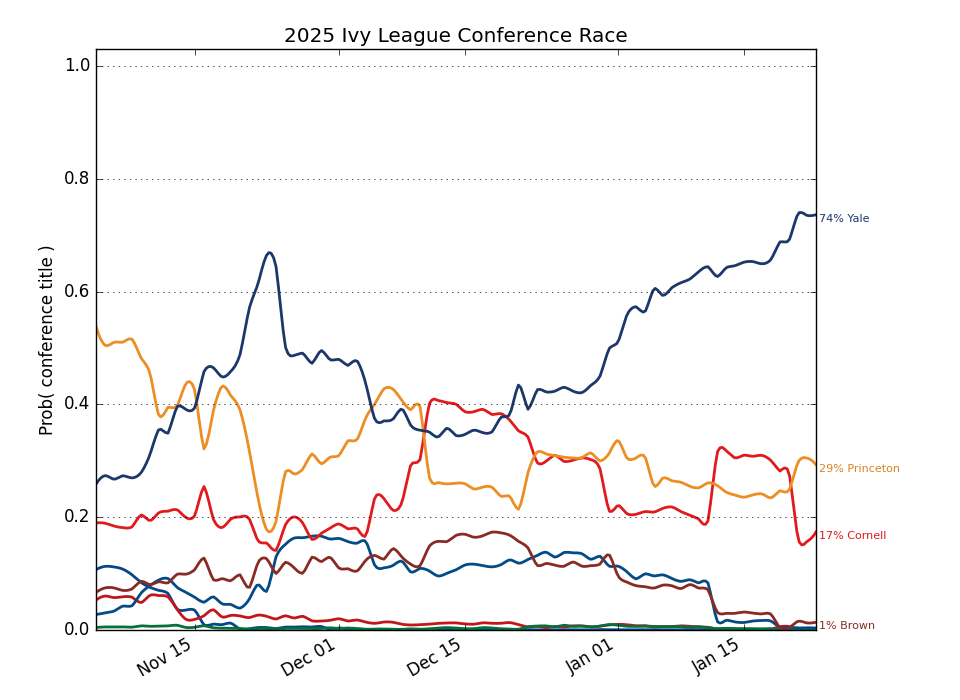 2025 Ivy League Conference Race
Prob( conference title )
1.0
0.8
0.6
0.4
0.2
0.0
74% Yale
29% Princeton
17% Cornell
1% Brown
Nov 15
Dec 01
Dec 15
Jan 01
Jan 15